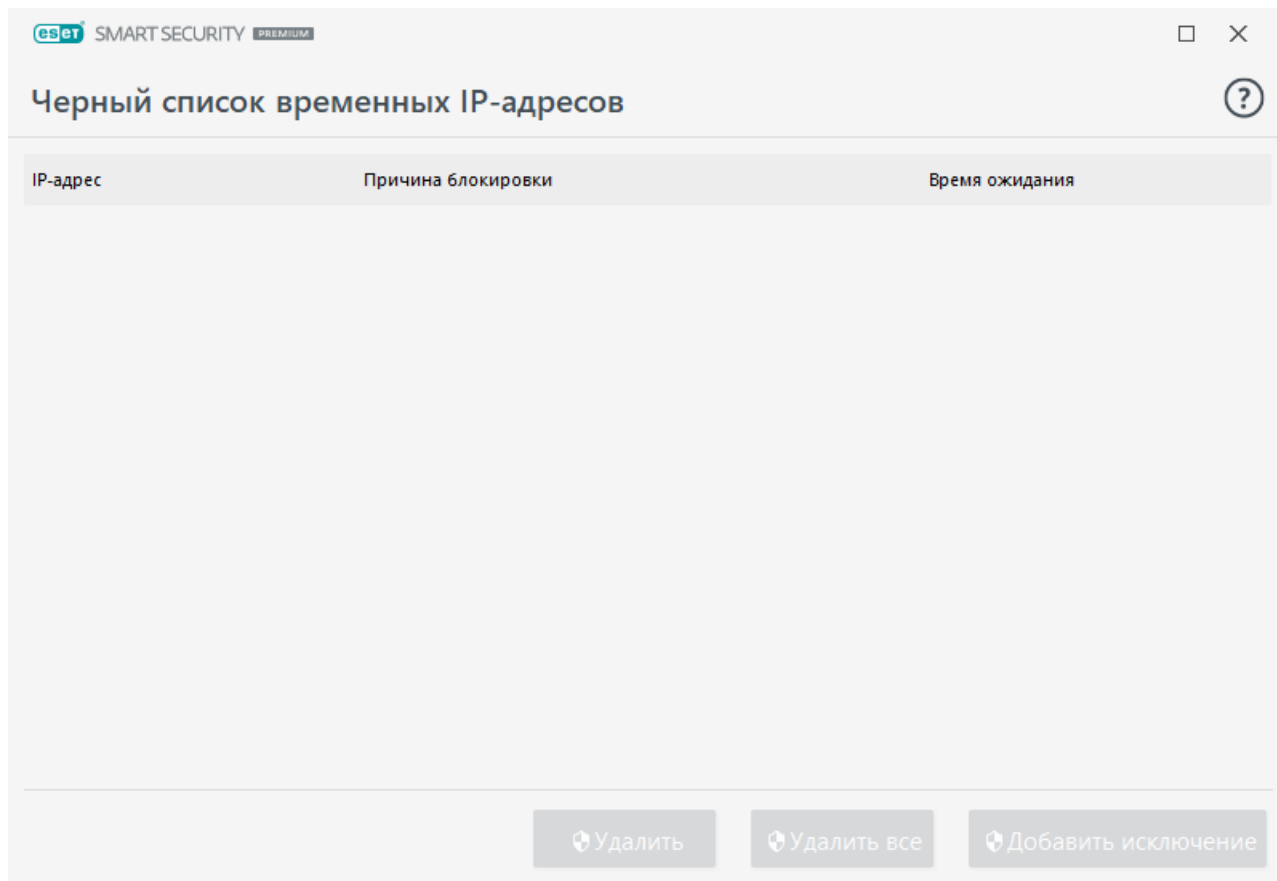 eset SMART SECURITY PREMIUM
Черный список временных IP-адресов
?
IP-адрес Причина блокировки Время ожидания
Удалить Удалить все Добавить исключение